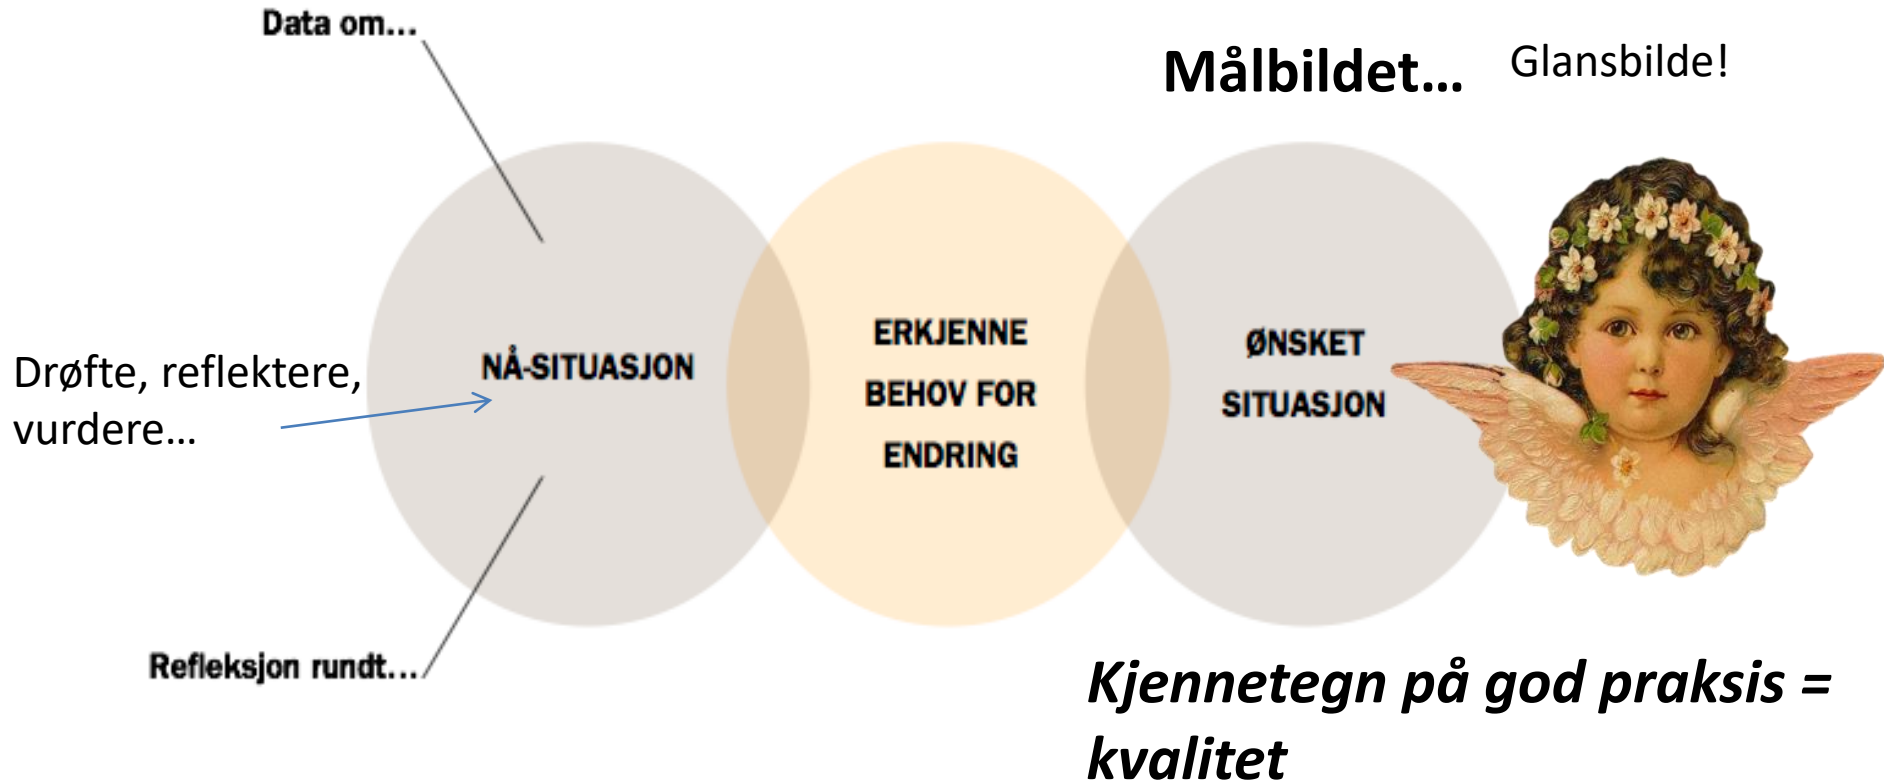 Data om...
Målbildet...
Glansbilde!
Drøfte, reflektere,
vurdere...
NÅ-SITUASJON
ERKJENNE
BEHOV FOR
ENDRING
ØNSKET
SITUASJON
Refleksjon rundt...
Kjennetegn på god praksis =
kvalitet